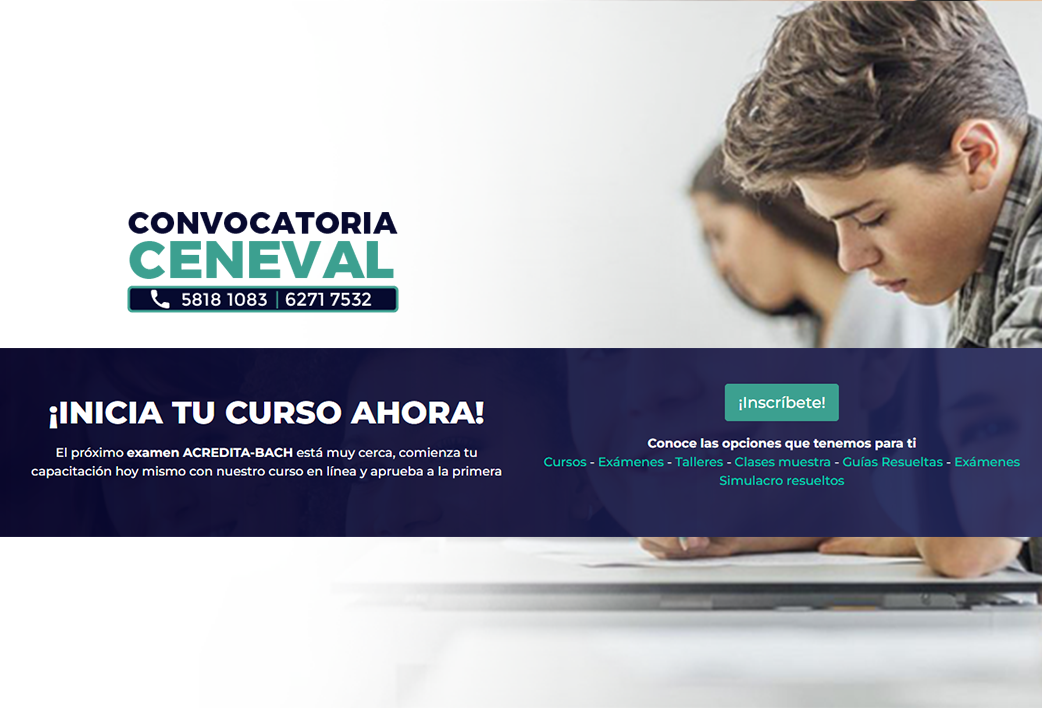 CONVOCATORIA
CENEVAL
5818 1083 | 6271 7532
¡INICIA TU CURSO AHORA!
El próximo examen ACREDITA-BACH está muy cerca, comienza tu
capacitación hoy mismo con nuestro curso en línea y aprueba a la primera
¡Inscríbete!
Conoce las opciones que tenemos para ti
Cursos - Exámenes - Talleres - Clases muestra - Guías Resueltas - Exámenes
Simulacro resueltos